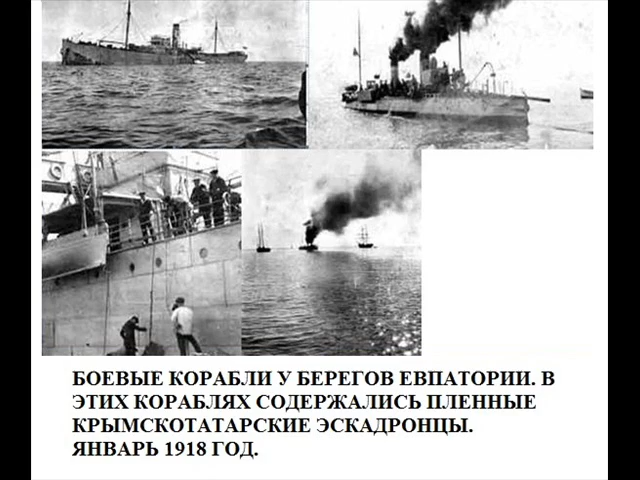 БОЕВЫЕ КОРАБЛИ У БЕРЕГОВ ЕВПАТОРИИ. В
ЭТИХ КОРАБЛЯХ СОДЕРЖАЛИСЬ ПЛЕННЫЕ
КРЫМСКОТАТАРСКИЕ ЭСКАДРОНЦЫ.
ЯНВАРЬ 1918 ГОД.